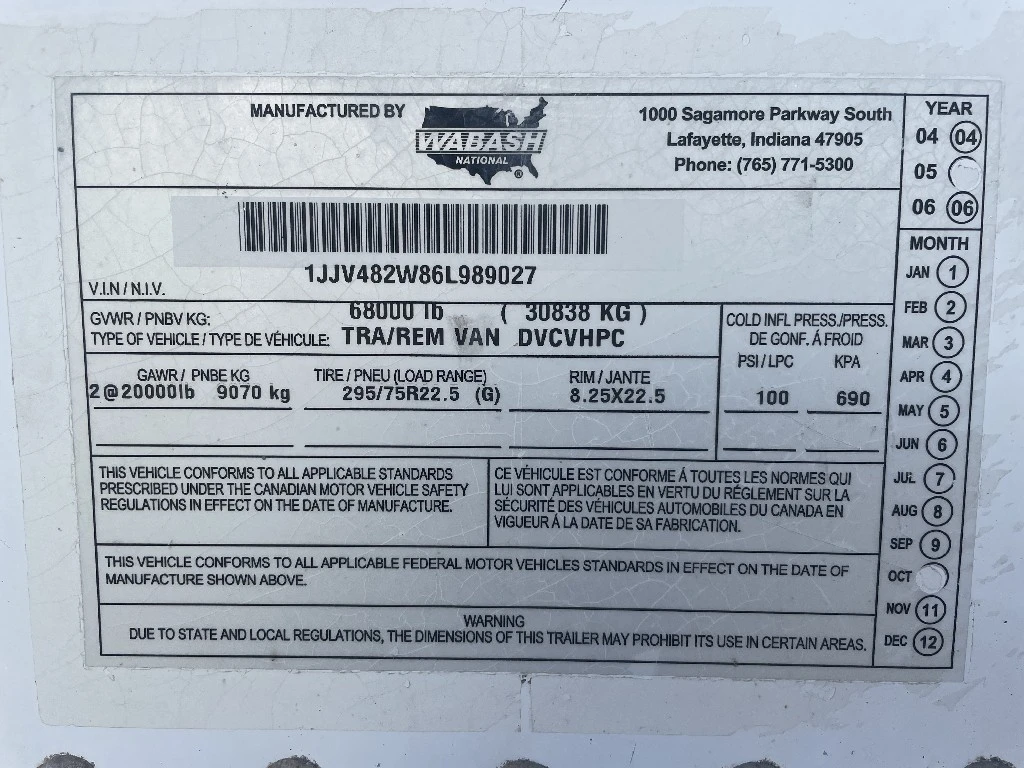 MANUFACTURED BY
WABASH
NATIONAL ®
1000 Sagamore Parkway South
Lafayette, Indiana 47905
Phone: (765) 771-5300
1JJV482W86L989027
V.I.N / N.I.V.
GVWR / PNBV KG: 68000 lb ( 30838 KG )
TYPE OF VEHICLE / TYPE DE VÉHICULE: TRA/REM VAN DVCVHPC
COLD INFL PRESS./PRESS.
DE GONF. Á FROID
PSI / LPC KPA
100 690
GAWR / PNBE KG TIRE / PNEU (LOAD RANGE) RIM / JANTE
2@20000lb 9070 kg 295/75R22.5 (G) 8.25X22.5
THIS VEHICLE CONFORMS TO ALL APPLICABLE STANDARDS
PRESCRIBED UNDER THE CANADIAN MOTOR VEHICLE SAFETY
REGULATIONS IN EFFECT ON THE DATE OF MANUFACTURE.
CE VÉHICULE EST CONFORME Á TOUTES LES NORMES QUI
LUI SONT APPLICABLES EN VERTU DU RÉGLEMENT SUR LA
SÉCURITÉ DES VÉHICULES AUTOMOBILES DU CANADA EN
VIGUEUR Á LA DATE DE SA FABRICATION.
THIS VEHICLE CONFORMS TO ALL APPLICABLE FEDERAL MOTOR VEHICLES STANDARDS IN EFFECT ON THE DATE OF
MANUFACTURE SHOWN ABOVE.
WARNING
DUE TO STATE AND LOCAL REGULATIONS, THE DIMENSIONS OF THIS TRAILER MAY PROHIBIT ITS USE IN CERTAIN AREAS.
YEAR
04 04
05
06 06
MONTH
JAN 1
FEB 2
MAR 3
APR 4
MAY 5
JUN 6
JUL 7
AUG 8
SEP 9
OCT
NOV 11
DEC 12